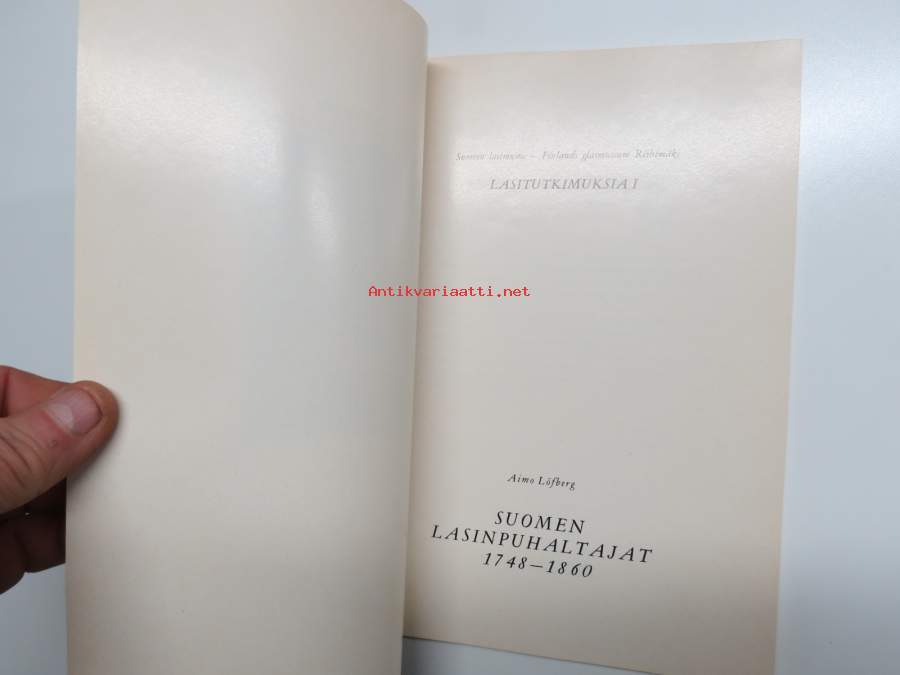 Suomen lasimuseo – Finlands glasmuseum Riihimäki
LASITUTKIMUKSIA I
Antikvariaatti.net
Aimo Löfberg
SUOMEN
LASINPUHALTAJAT
1748–1860